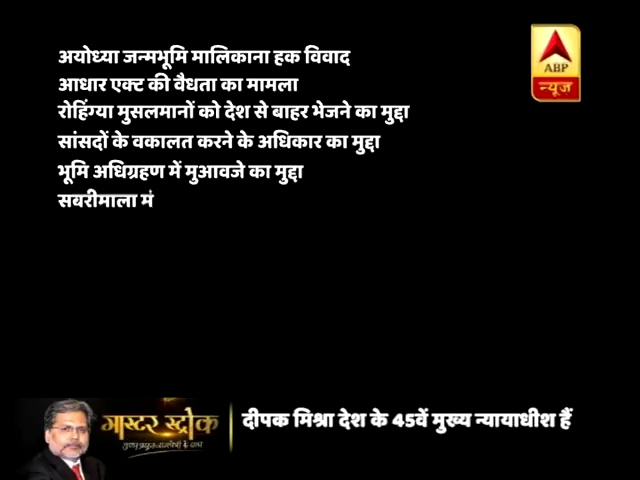 अयोध्या जन्मभूमि मालिकाना हक विवाद
आधार एक्ट की वैधता का मामला
रोहिंग्या मुसलमानों को देश से बाहर भेजने का मुद्दा
सांसदों के वकालत करने के अधिकार का मुद्दा
भूमि अधिग्रहण में मुआवजे का मुद्दा
सबरीमाला मं
ABP
न्यूज़
मास्टर स्ट्रोक
दीपक मिश्रा देश के 45वें मुख्य न्यायाधीश हैं